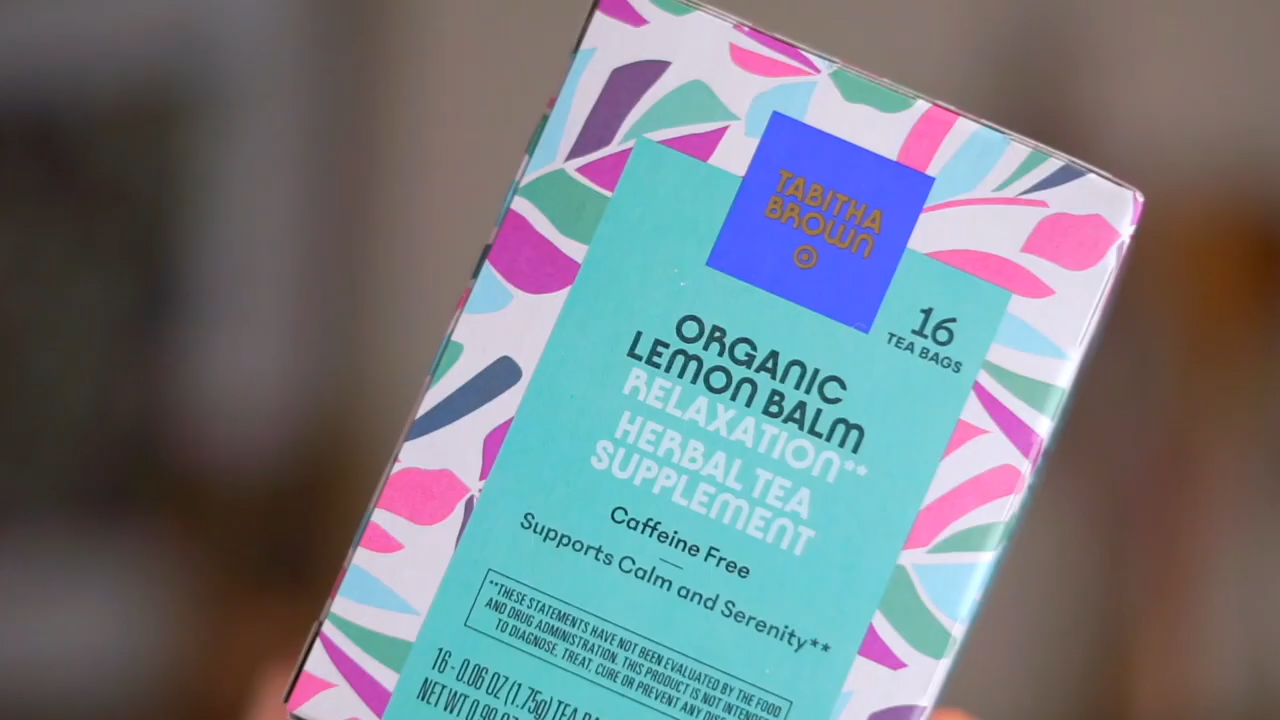 TABITHA
BROWN
16
TEA BAGS
ORGANIC
LEMON BALM
RELAXATION**
HERBAL TEA
SUPPLEMENT
Caffeine Free
Supports Calm and Serenity**
**THESE STATEMENTS HAVE NOT BEEN EVALUATED BY THE FOOD
AND DRUG ADMINISTRATION. THIS PRODUCT IS NOT INTENDED
TO DIAGNOSE, TREAT, CURE OR PREVENT ANY
16 - 0.06 OZ (1.75g) TEA
NET WT 0.99